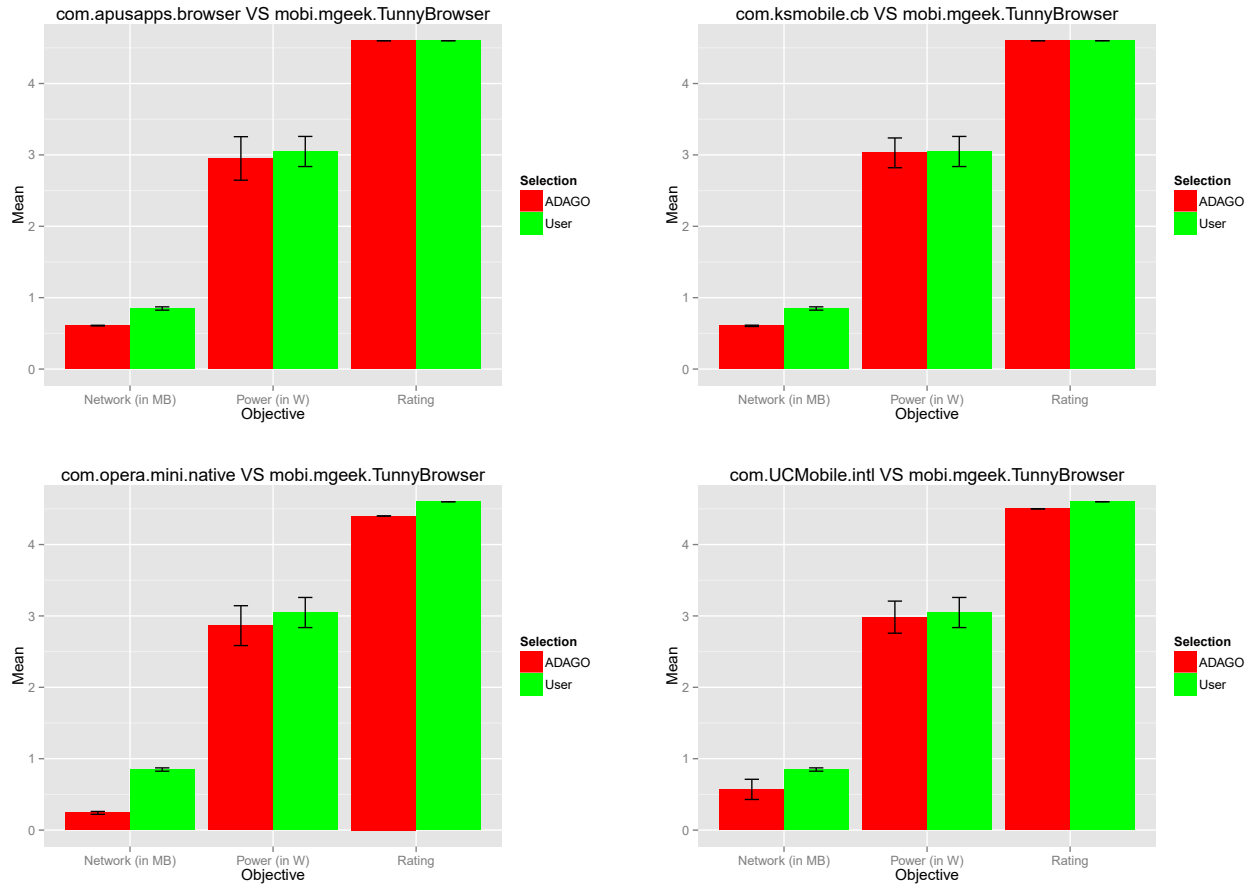 com.apusapps.browser VS mobi.mgeek.TunnyBrowser
4
3
2
1
0
Mean
Network (in MB)
Power (in W)
Rating
Objective
Selection
ADAGO
User
com.ksmobile.cb VS mobi.mgeek.TunnyBrowser
4
3
2
1
0
Mean
Network (in MB)
Power (in W)
Rating
Objective
Selection
ADAGO
User
com.opera.mini.native VS mobi.mgeek.TunnyBrowser
4
3
2
1
0
Mean
Network (in MB)
Power (in W)
Rating
Objective
Selection
ADAGO
User
com.UCMobile.intl VS mobi.mgeek.TunnyBrowser
4
3
2
1
0
Mean
Network (in MB)
Power (in W)
Rating
Objective
Selection
ADAGO
User